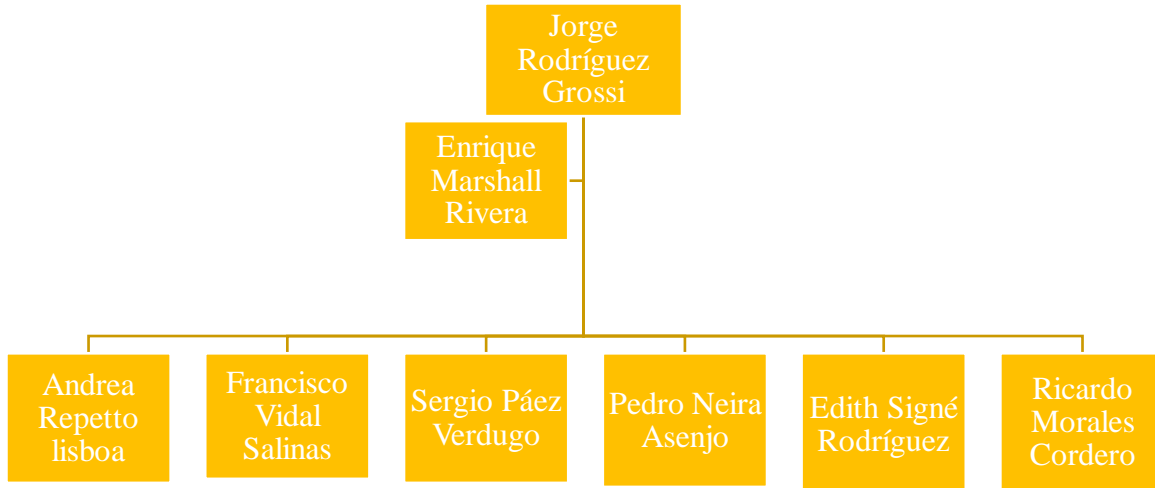 Jorge
Rodríguez
Grossi
Enrique
Marshall
Rivera
Andrea
Repetto
lisboa
Francisco
Vidal
Salinas
Sergio Páez
Verdugo
Pedro Neira
Asenjo
Edith Signé
Rodríguez
Ricardo
Morales
Cordero